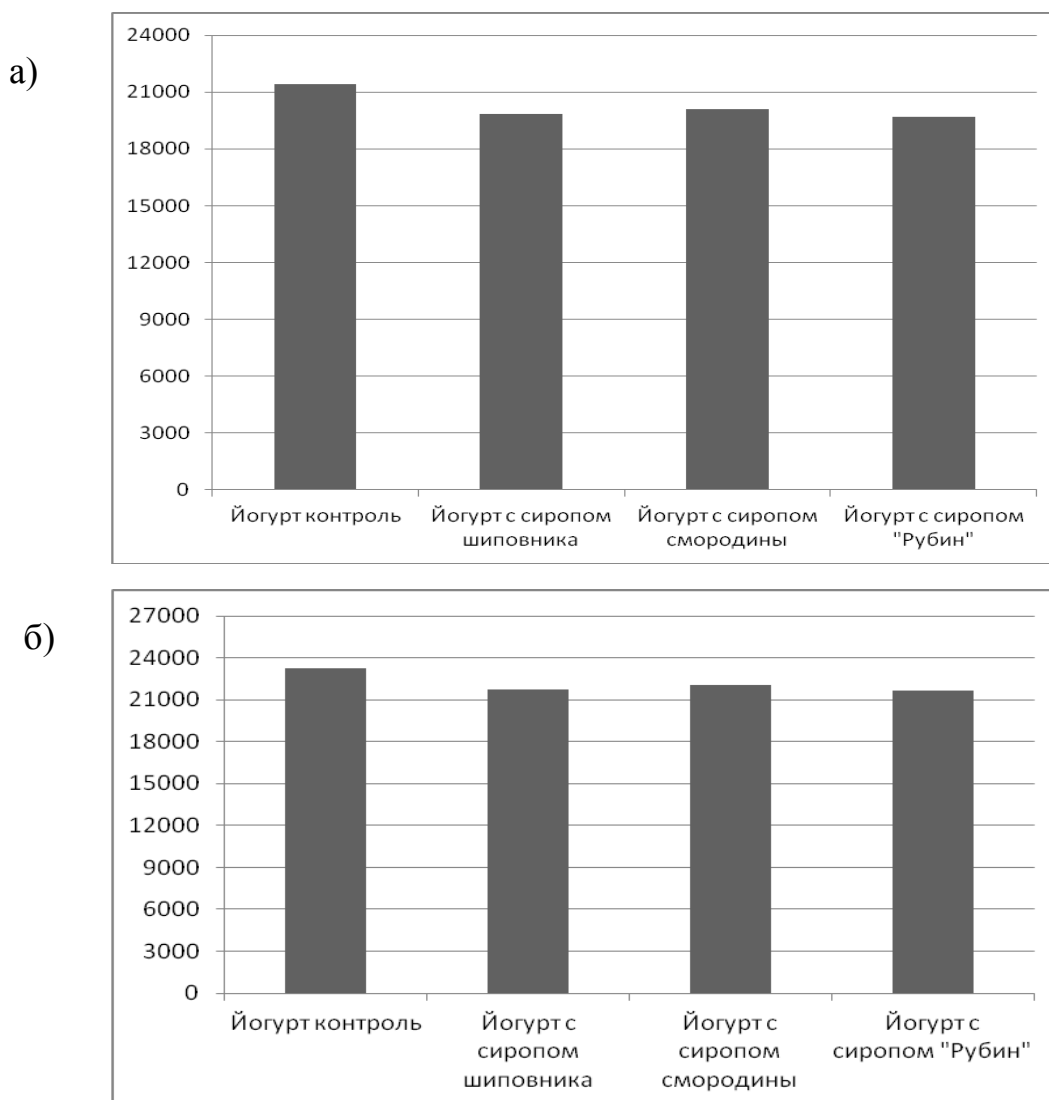 а)
24000
21000
18000
15000
12000
9000
6000
3000
0
Йогурт контроль
Йогурт с сиропом
шиповника
Йогурт с сиропом
смородины
Йогурт с сиропом
"Рубин"
б)
27000
24000
21000
18000
15000
12000
9000
6000
3000
0
Йогурт контроль
Йогурт с
сиропом
шиповника
Йогурт с
сиропом
смородины
Йогурт с
сиропом "Рубин"